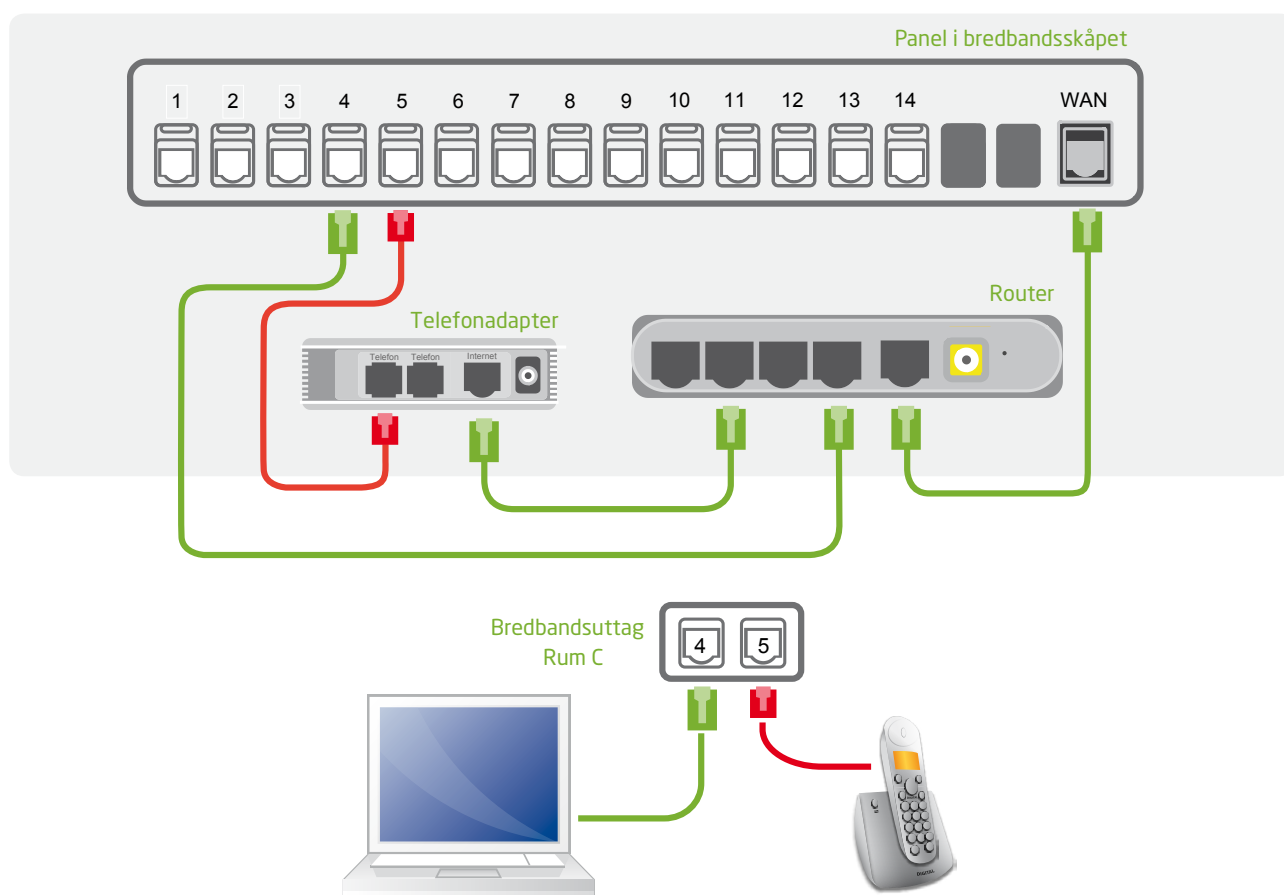 Panel i bredbandsskåpet
1 2 3 4 5 6 7 8 9 10 11 12 13 14 WAN
Router
Telefonadapter
Telefon Telefon Internet
Bredbandsuttag
Rum C
4 5
DIGITAL